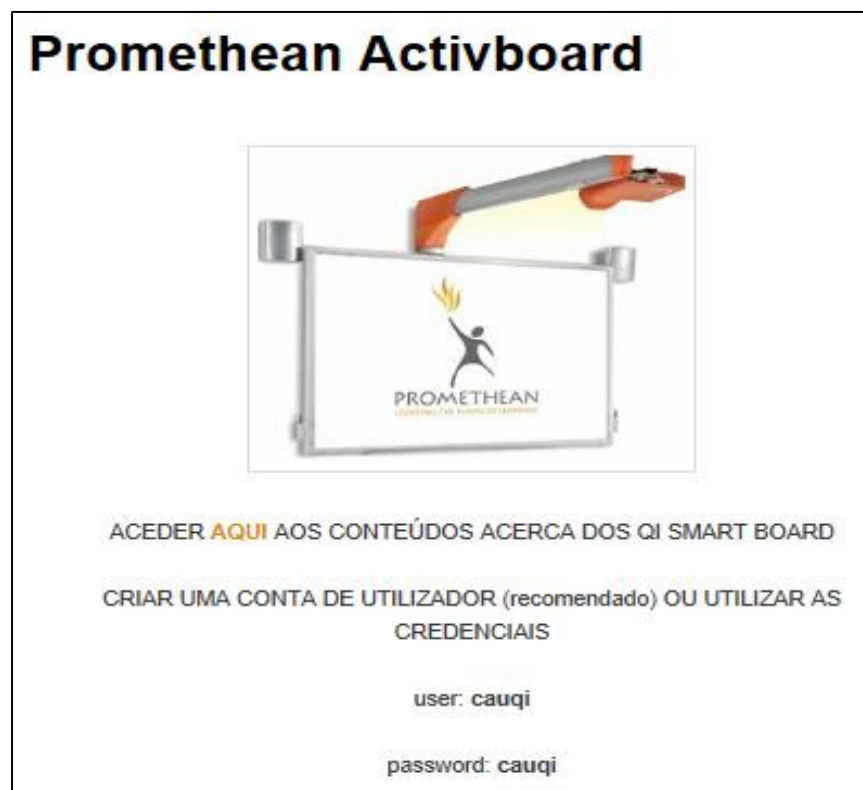 Promethean Activboard
PROMETHEAN
ACEDER AQUI AOS CONTEÚDOS ACERCA DOS QI SMART BOARD
CRIAR UMA CONTA DE UTILIZADOR (recomendado) OU UTILIZAR AS
CREDENCIAIS
user: cauqi
password: cauqi